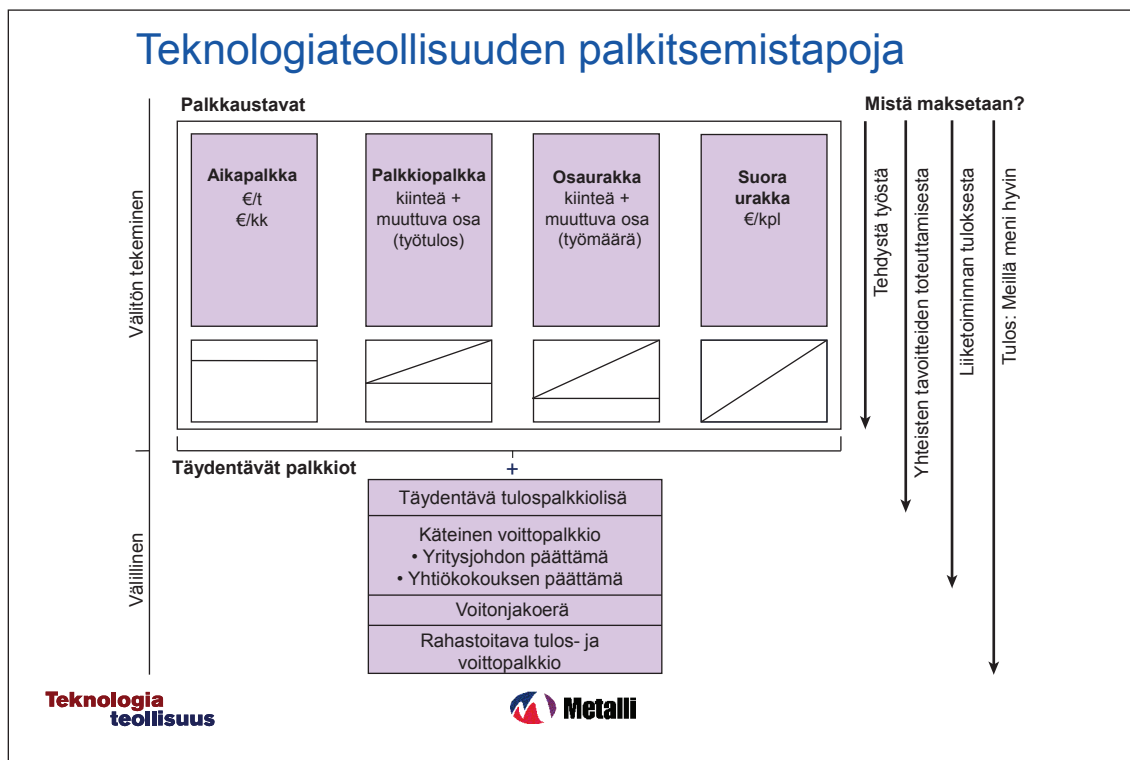 Teknologiateollisuuden palkitsemistapoja
Palkkaustavat
Mistä maksetaan?
Välitön tekeminen
Aikapalkka
€/t
€/kk
Palkkiopalkka
kiinteä +
muuttuva osa
(työtulos)
Osaurakka
kiinteä +
muuttuva osa
(työmäärä)
Suora
urakka
€/kpl
Tehdystä työstä
Yhteisten tavoitteiden toteuttamisesta
Liiketoiminnan tuloksesta
Tulos: Meillä meni hyvin
Välillinen
Täydentävät palkkiot
+
Täydentävä tulospalkkiolisä
Käteinen voittopalkkio
• Yritysjohdon päättämä
• Yhtiökokouksen päättämä
Voitonjakoerä
Rahastoitava tulos- ja
voittopalkkio
Teknologia
teollisuus
Metalli